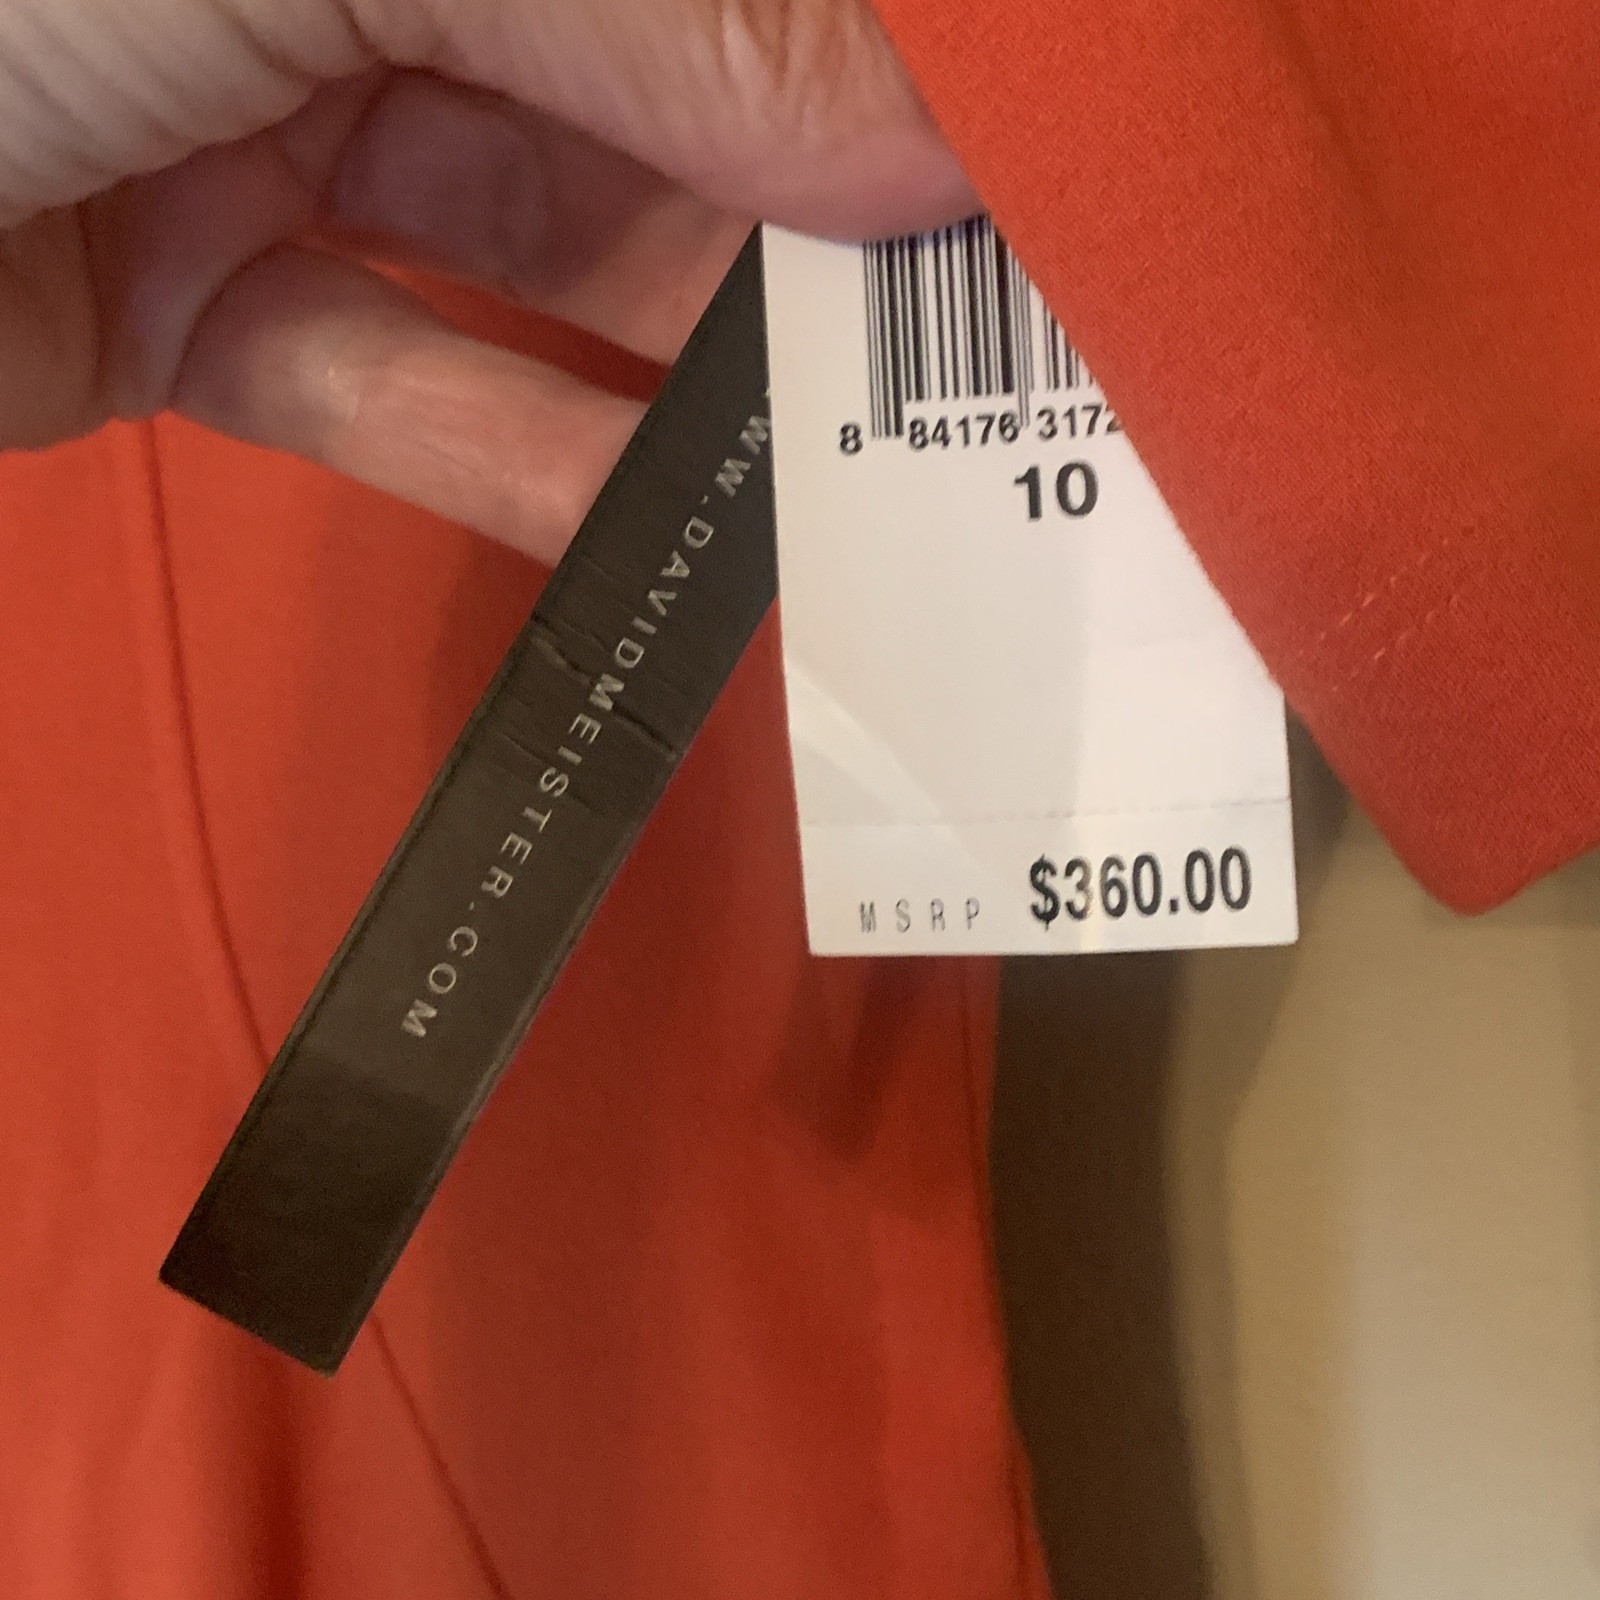 8 84176 3172
10
MSRP $360.00
WW.DAVIDMEISTER.COM